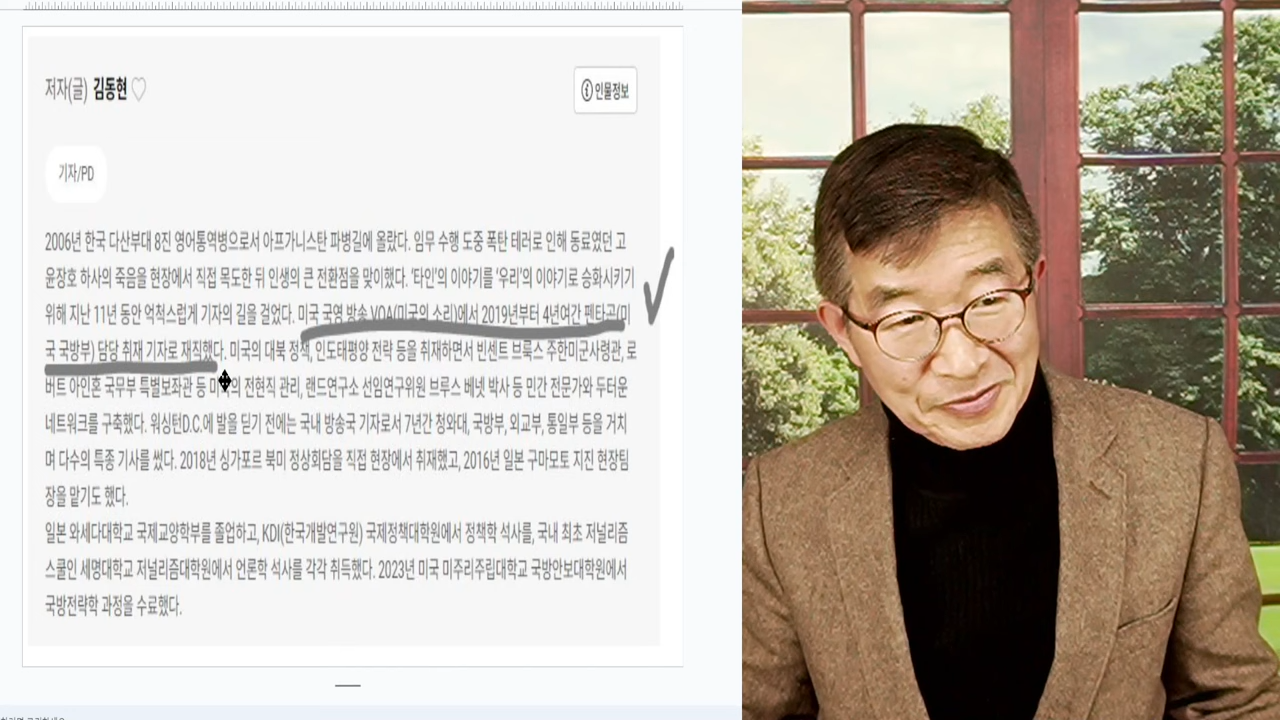 저자(글) 김동현♡
인물정보
기자/PD
2006년 한국 다산부대 8진 영어통역병으로서 아프가니스탄 파병길에 올랐다. 임무 수행 도중 폭탄 테러로 인해 동료였던 고
윤장호 하사의 죽음을 현장에서 직접 목도한 뒤 인생의 큰 전환점을 맞이했다. '타인'의 이야기를 '우리'의 이야기로 승화시키기
위해 지난 11년 동안 억척스럽게 기자의 길을 걸었다. 미국 국영 방송 VOA(미국의 소리)에서 2019년부터 4년여간 펜타곤(미
국 국방부) 담당 취재 기자로 재직했다. 미국의 대북 정책, 인도태평양 전략 등을 취재하면서 빈센트 브룩스 주한미군사령관, 로
버트 아인혼 국무부 특별보좌관 등 미국의 전현직 관리, 랜드연구소 선임연구위원 브루스 베넷 박사 등 민간 전문가와 두터운
네트워크를 구축했다. 워싱턴D.C.에 발을 딛기 전에는 국내 방송국 기자로서 7년간 청와대, 국방부, 외교부, 통일부 등을 거치
며 다수의 특종 기사를 썼다. 2018년 싱가포르 북미 정상회담을 직접 현장에서 취재했고, 2016년 일본 구마모토 지진 현장팀
장을 맡기도 했다.
일본 와세다대학교 국제교양학부를 졸업하고, KDI(한국개발연구원) 국제정책대학원에서 정책학 석사를, 국내 최초 저널리즘
스쿨인 세명대학교 저널리즘대학원에서 언론학 석사를 각각 취득했다. 2023년 미국 미주리주립대학교 국방안보대학원에서
국방전략학 과정을 수료했다.